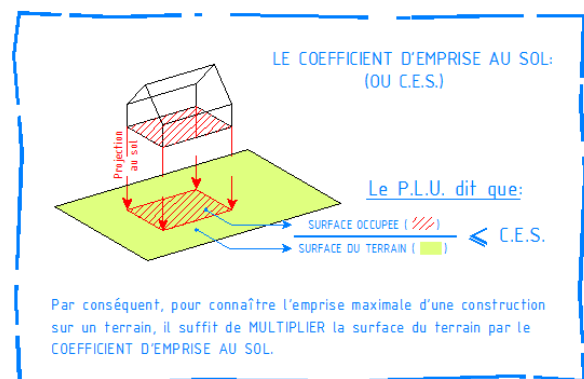 LE COEFFICIENT D'EMPRISE AU SOL:
(OU C.E.S.)
Projection
au sol
Le P.L.U. dit que:
SURFACE OCCUPEE ( )
SURFACE DU TERRAIN ( )
⩽ C.E.S.
Par conséquent, pour connaître l'emprise maximale d'une construction
sur un terrain, il suffit de MULTIPLIER la surface du terrain par le
COEFFICIENT D'EMPRISE AU SOL.